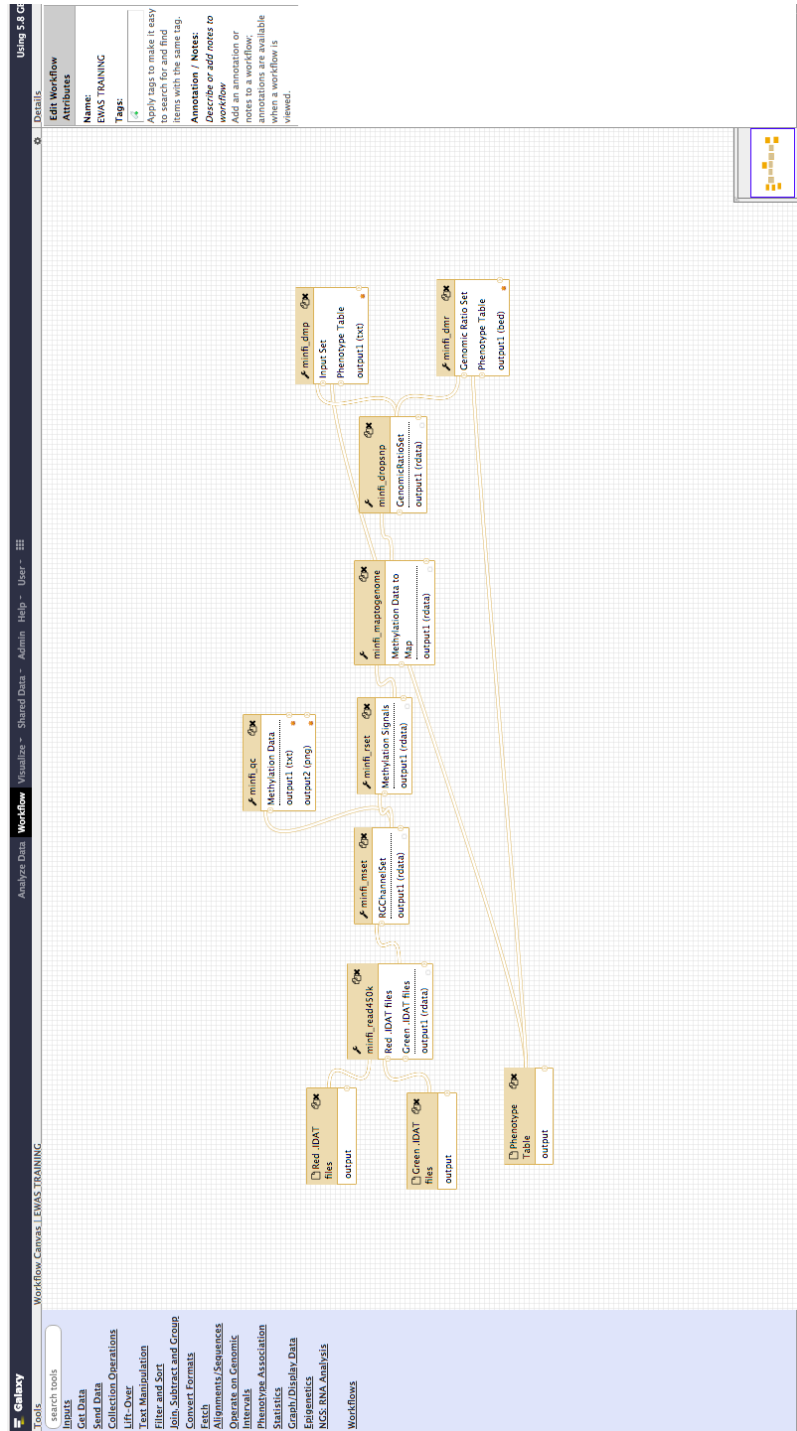 Galaxy
Analyze Data
Workflow
Visualize
Shared Data
Admin
Help
User
Using 5.8 GB
Tools
search tools
Inputs
Get Data
Send Data
Collection Operations
Lift-Over
Text Manipulation
Filter and Sort
Join, Subtract and Group
Convert Formats
Fetch
Alignments/Sequences
Operate on Genomic
Intervals
Phenotype Association
Statistics
Graph/Display Data
Epigenetics
NGS: RNA Analysis
Workflows
Workflow Canvas | EWAS TRAINING
Red .IDAT
files
output
Green .IDAT
files
output
Phenotype
Table
output
minfi_read450k
Red .IDAT files
Green .IDAT files
output1 (rdata)
minfi_mset
RGChannelSet
output1 (rdata)
minfi_qc
Methylation Data
output1 (txt)
output2 (png)
minfi_rset
Methylation Signals
output1 (rdata)
minfi_maptogenome
Methylation Data to
Map
output1 (rdata)
minfi_dropsnp
GenomicRatioSet
output1 (rdata)
minfi_dmp
Input Set
Phenotype Table
output1 (txt)
minfi_dmr
Genomic Ratio Set
Phenotype Table
output1 (bed)
Details
Edit Workflow
Attributes
Name:
EWAS TRAINING
Tags:
Apply tags to make it easy
to search for and find
items with the same tag.
Annotation / Notes:
Describe or add notes to
workflow
Add an annotation or
notes to a workflow;
annotations are available
when a workflow is
viewed.